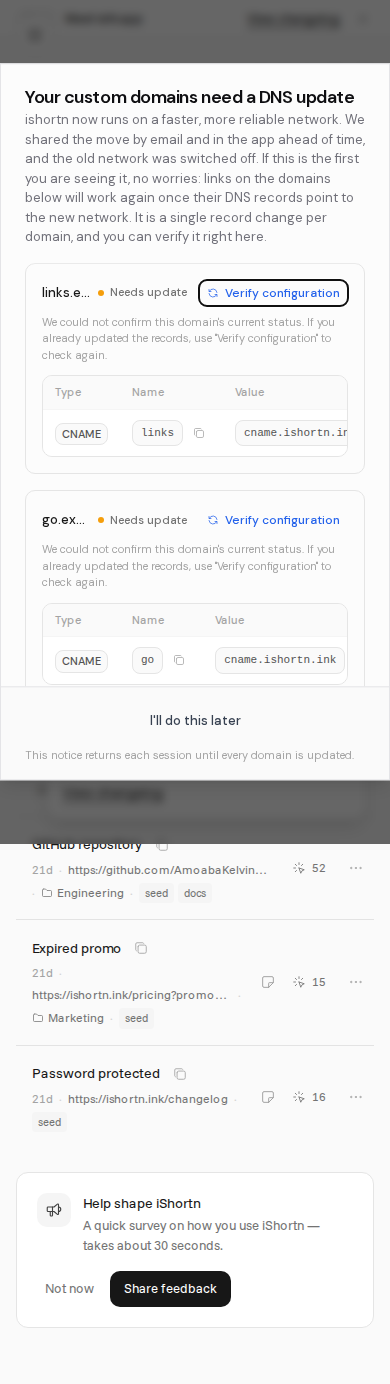 Your custom domains need a DNS update
ishortn now runs on a faster, more reliable network. We
shared the move by email and in the app ahead of time,
and the old network was switched off. If this is the first
you are seeing it, no worries: links on the domains
below will work again once their DNS records point to
the new network. It is a single record change per
domain, and you can verify it right here.
links.e... Needs update Verify configuration
We could not confirm this domain's current status. If you
already updated the records, use "Verify configuration" to
check again.
Type Name Value
CNAME links cname.ishortn.in
go.ex... Needs update Verify configuration
We could not confirm this domain's current status. If you
already updated the records, use "Verify configuration" to
check again.
Type Name Value
CNAME go cname.ishortn.ink
I'll do this later
This notice returns each session until every domain is updated.
GitHub repository
21d · https://github.com/AmoabaKelvin... 52
· Engineering · seed docs
Expired promo
21d ·
https://ishortn.ink/pricing?promo... · 15
Marketing · seed
Password protected
21d · https://ishortn.ink/changelog · 16
seed
Help shape iShortn
A quick survey on how you use iShortn —
takes about 30 seconds.
Not now Share feedback